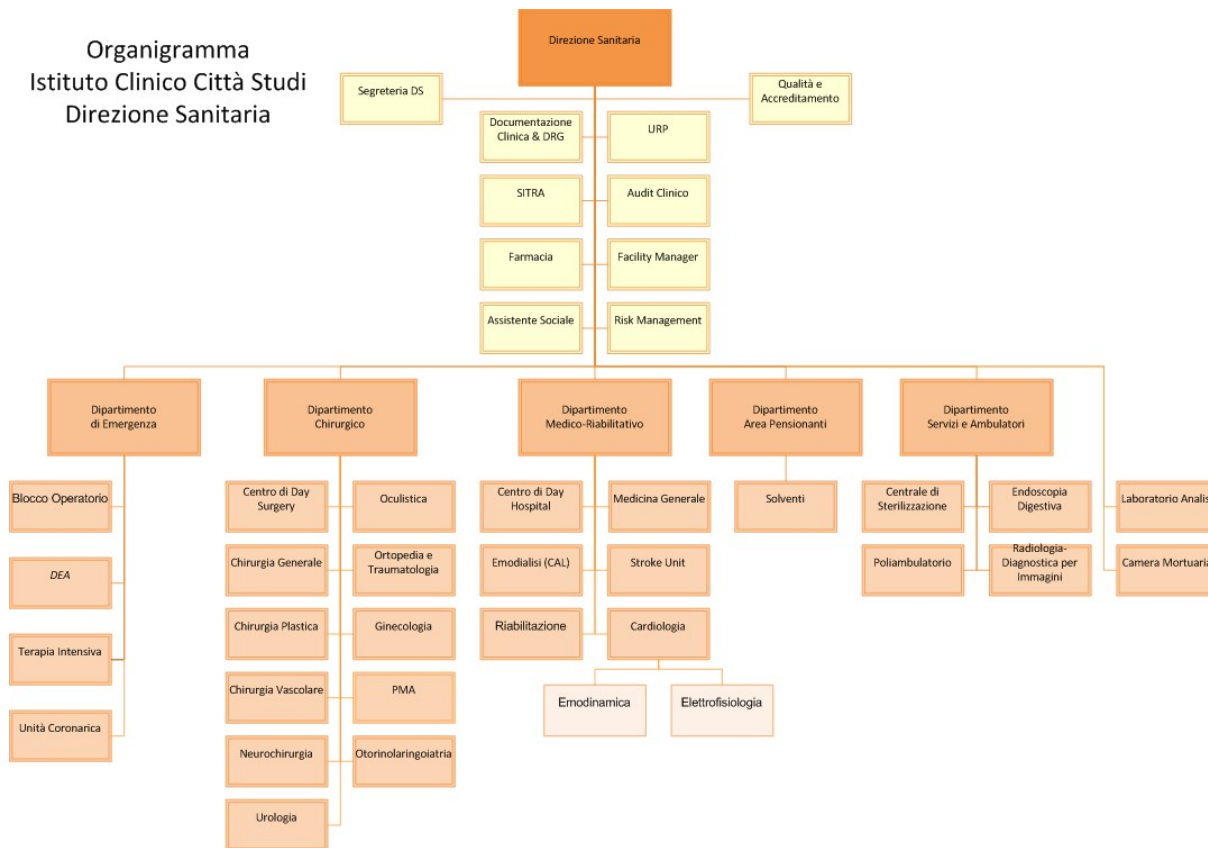 Organigramma
Istituto Clinico Città Studi
Direzione Sanitaria
Direzione Sanitaria
Segreteria DS
Qualità e
Accreditamento
Documentazione
Clinica & DRG
URP
SITRA
Audit Clinico
Farmacia
Facility Manager
Assistente Sociale
Risk Management
Dipartimento
di Emergenza
Dipartimento
Chirurgico
Dipartimento
Medico-Riabilitativo
Dipartimento
Area Pensionanti
Dipartimento
Servizi e Ambulatori
Blocco Operatorio
DEA
Terapia Intensiva
Unità Coronarica
Centro di Day
Surgery
Oculistica
Chirurgia Generale
Ortopedia e
Traumatologia
Chirurgia Plastica
Ginecologia
Chirurgia Vascolare
PMA
Neurochirurgia
Otorinolaringoiatria
Urologia
Centro di Day
Hospital
Medicina Generale
Emodialisi (CAL)
Stroke Unit
Riabilitazione
Cardiologia
Emodinamica
Elettrofisiologia
Solventi
Centrale di
Sterilizzazione
Endoscopia
Digestiva
Poliambulatorio
Radiologia-
Diagnostica per
Immagini
Laboratorio Analis
Camera Mortuaria